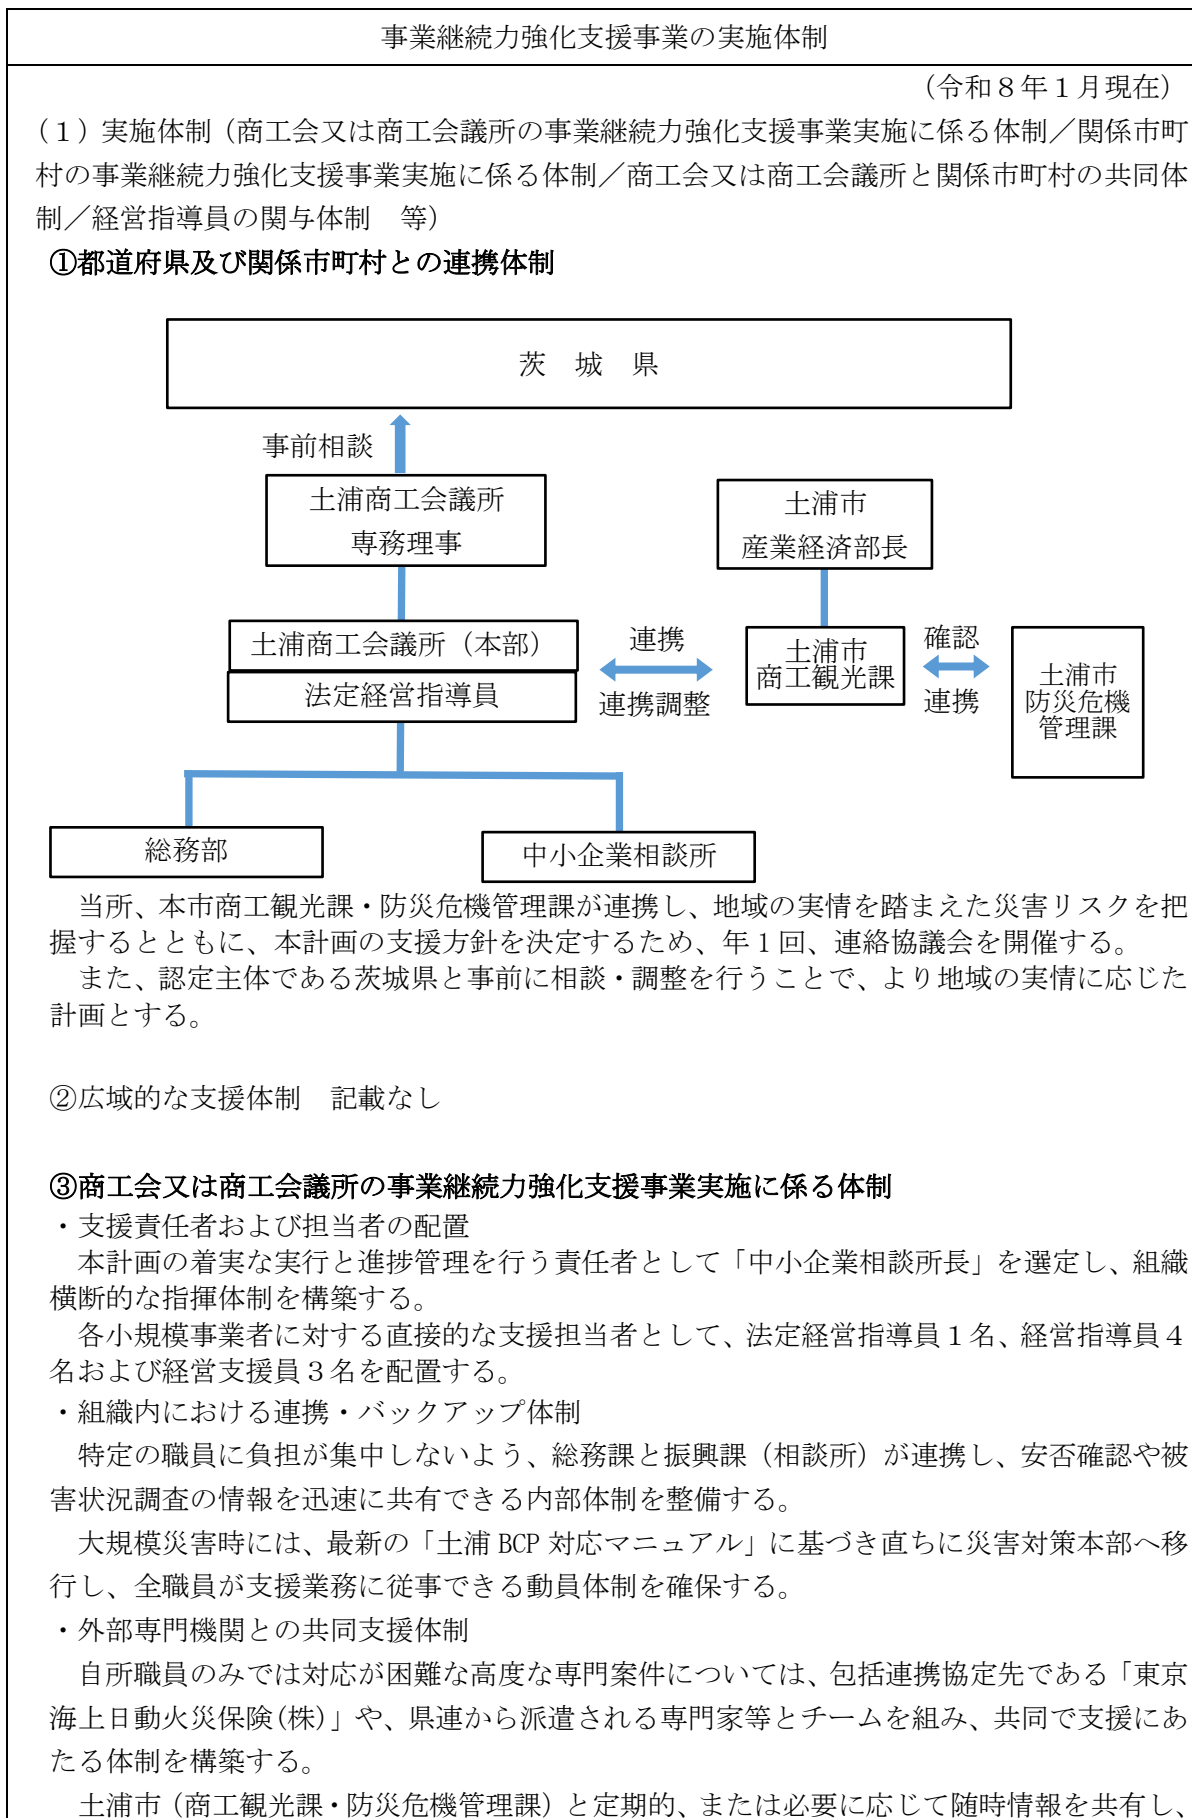 事業継続力強化支援事業の実施体制
（令和８年１月現在）
（１）実施体制（商工会又は商工会議所の事業継続力強化支援事業実施に係る体制／関係市町
村の事業継続力強化支援事業実施に係る体制／商工会又は商工会議所と関係市町村の共同体
制／経営指導員の関与体制　等）
①都道府県及び関係市町村との連携体制
茨　城　県
事前相談
土浦商工会議所
専務理事
土浦市
産業経済部長
土浦商工会議所（本部）
法定経営指導員
連携
連携調整
土浦市
商工観光課
確認
連携
土浦市
防災危機
管理課
総務部
中小企業相談所
当所、本市商工観光課・防災危機管理課が連携し、地域の実情を踏まえた災害リスクを把
握するとともに、本計画の支援方針を決定するため、年１回、連絡協議会を開催する。
また、認定主体である茨城県と事前に相談・調整を行うことで、より地域の実情に応じた
計画とする。
②広域的な支援体制　記載なし
③商工会又は商工会議所の事業継続力強化支援事業実施に係る体制
・支援責任者および担当者の配置
本計画の着実な実行と進捗管理を行う責任者として「中小企業相談所長」を選定し、組織
横断的な指揮体制を構築する。
各小規模事業者に対する直接的な支援担当者として、法定経営指導員１名、経営指導員４
名および経営支援員３名を配置する。
・組織内における連携・バックアップ体制
特定の職員に負担が集中しないよう、総務課と振興課（相談所）が連携し、安否確認や被
害状況調査の情報を迅速に共有できる内部体制を整備する。
大規模災害時には、最新の「土浦 BCP 対応マニュアル」に基づき直ちに災害対策本部へ移
行し、全職員が支援業務に従事できる動員体制を確保する。
・外部専門機関との共同支援体制
自所職員のみでは対応が困難な高度な専門案件については、包括連携協定先である「東京
海上日動火災保険(株)」や、県連から派遣される専門家等とチームを組み、共同で支援にあ
たる体制を構築する。
土浦市（商工観光課・防災危機管理課）と定期的、または必要に応じて随時情報を共有し、